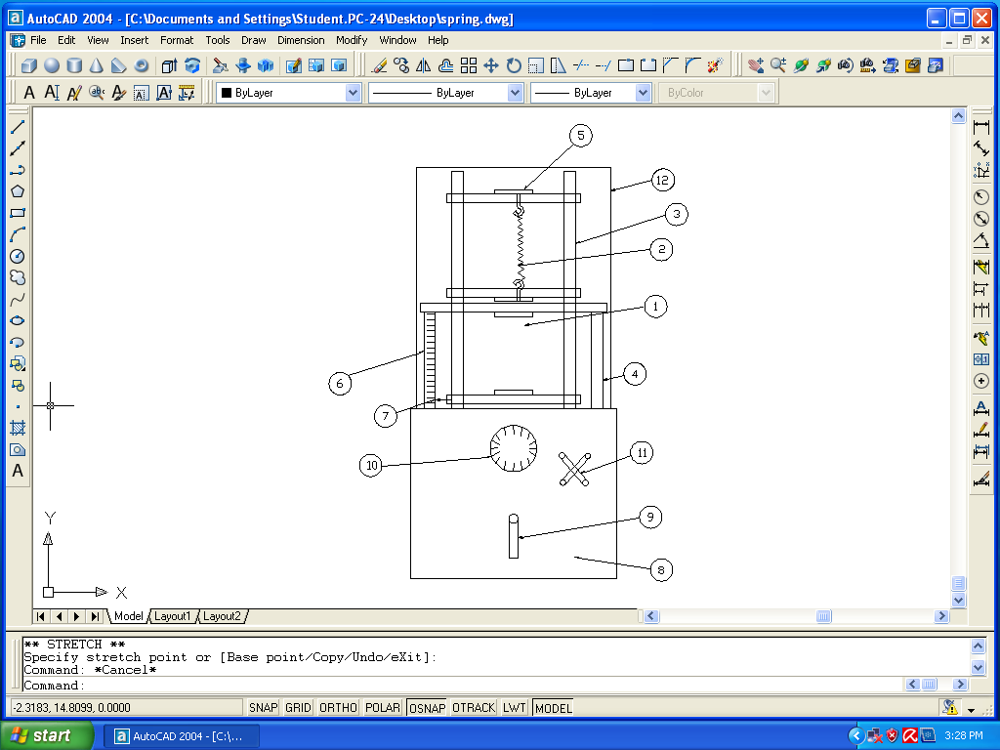 AutoCAD 2004 - [C:\Documents and Settings\Student.PC-24\Desktop\spring.dwg]
File Edit View Insert Format Tools Draw Dimension Modify Window Help
A A A abc A A A
ByLayer ByLayer ByLayer ByColor
5
12
3
2
1
4
6
7
10
11
9
8
A
A
Y
X
Model Layout1 Layout2
** STRETCH **
Specify stretch point or [Base point/Copy/Undo/eXit]:
Command: *Cancel*
Command:
-2.3183, 14.8099, 0.0000 SNAP GRID ORTHO POLAR OSNAP OTRACK LWT MODEL
start AutoCAD 2004 - [C:\... 3:28 PM